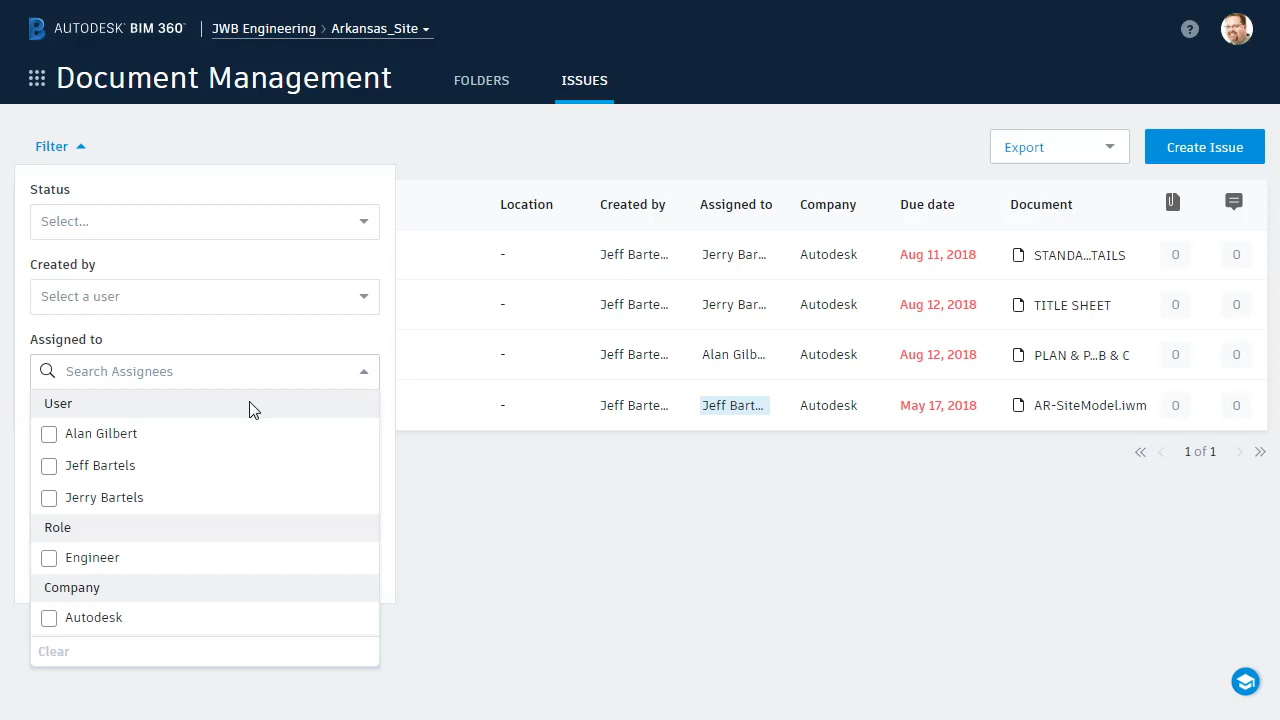 AUTODESK® BIM 360™ JWB Engineering > Arkansas_Site
?
Document Management
FOLDERS
ISSUES
Filter
Export
Create Issue
Status
Select...
Created by
Select a user
Assigned to
Search Assignees
User
Alan Gilbert
Jeff Bartels
Jerry Bartels
Role
Engineer
Company
Autodesk
Clear
Location Created by Assigned to Company Due date Document
- Jeff Barte... Jerry Bar... Autodesk Aug 11, 2018 STANDA...TAILS 0 0
- Jeff Barte... Jerry Bar... Autodesk Aug 12, 2018 TITLE SHEET 0 0
- Jeff Barte... Alan Gilb... Autodesk Aug 12, 2018 PLAN & P...B & C 0 0
- Jeff Barte... Jeff Bart... Autodesk May 17, 2018 AR-SiteModel.iwm 0 0
1 of 1